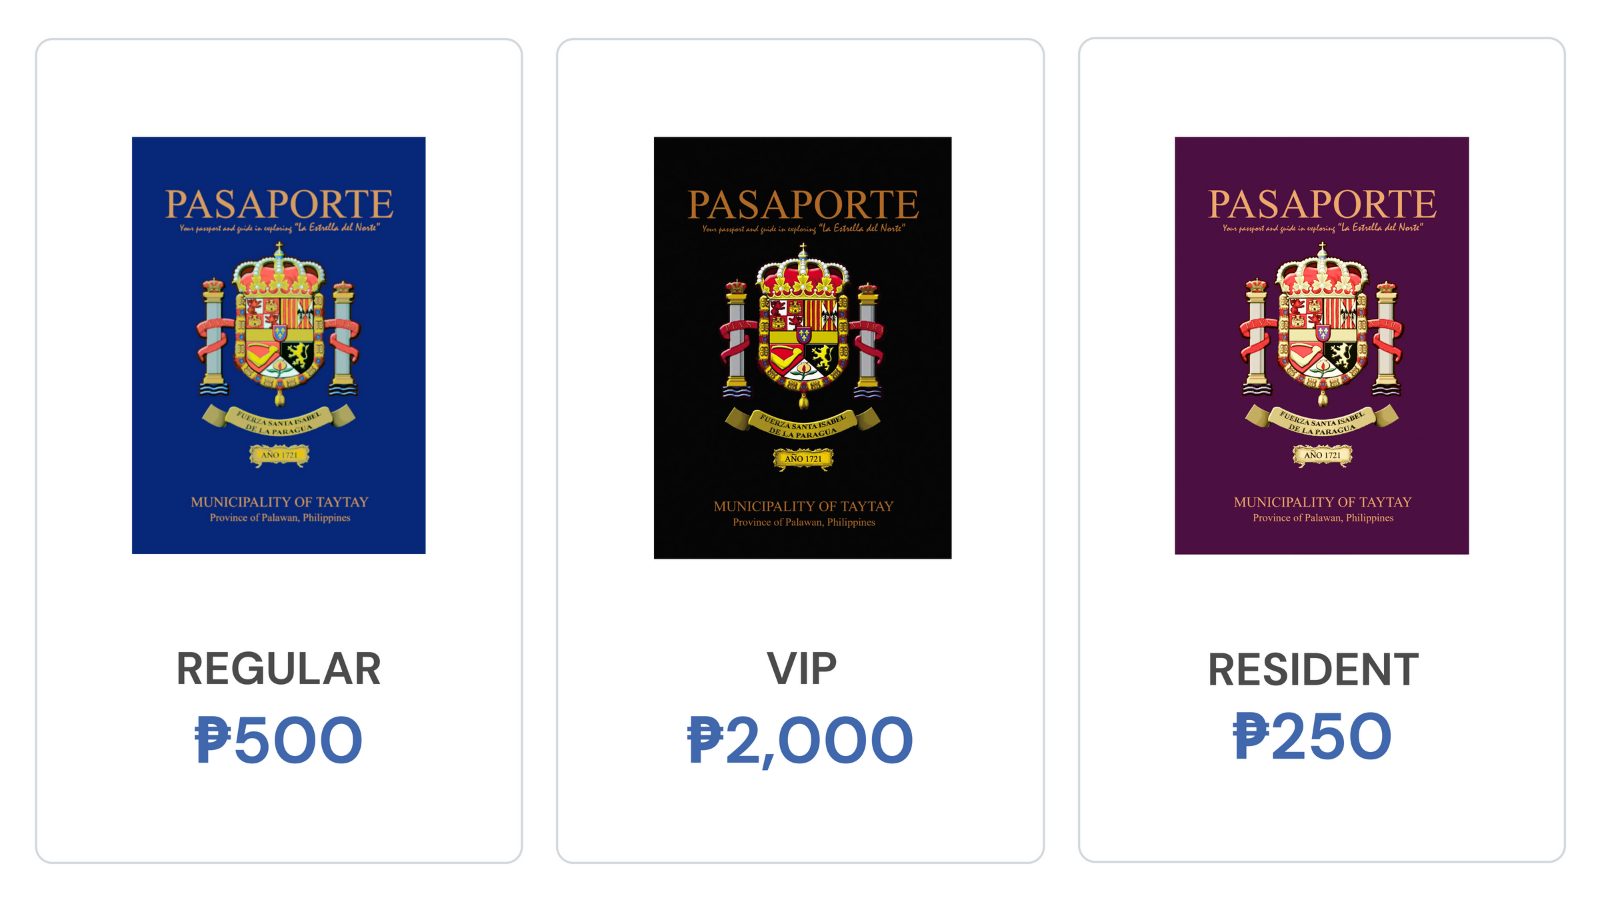 PASAPORTE
Your passport and guide in exploring "La Estrella del Norte"
FUERZA SANTA ISABEL
DE LA PARAGUA
AÑO 1721
MUNICIPALITY OF TAYTAY
Province of Palawan, Philippines
REGULAR
₱500
PASAPORTE
Your passport and guide in exploring "La Estrella del Norte"
FUERZA SANTA ISABEL
DE LA PARAGUA
AÑO 1721
MUNICIPALITY OF TAYTAY
Province of Palawan, Philippines
VIP
₱2,000
PASAPORTE
Your passport and guide in exploring "La Estrella del Norte"
FUERZA SANTA ISABEL
DE LA PARAGUA
AÑO 1721
MUNICIPALITY OF TAYTAY
Province of Palawan, Philippines
RESIDENT
₱250